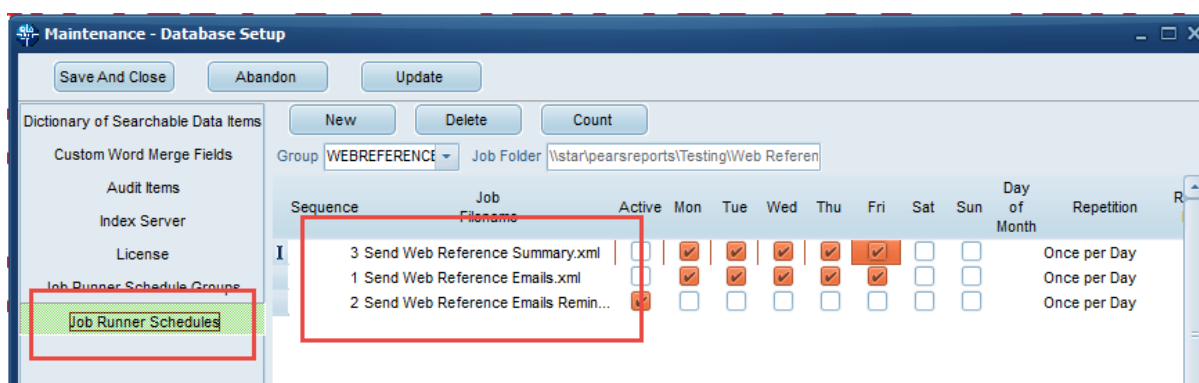 Maintenance - Database Setup
Save And Close Abandon Update
Dictionary of Searchable Data Items
Custom Word Merge Fields
Audit Items
Index Server
License
Job Runner Schedule Groups
Job Runner Schedules
New Delete Count
Group WEBREFERENCE Job Folder \\star\pearsreports\Testing\Web Referen
Sequence Job Filename Active Mon Tue Wed Thu Fri Sat Sun Day of Month Repetition R
3 Send Web Reference Summary.xml Once per Day
1 Send Web Reference Emails.xml Once per Day
2 Send Web Reference Emails Remin... Once per Day